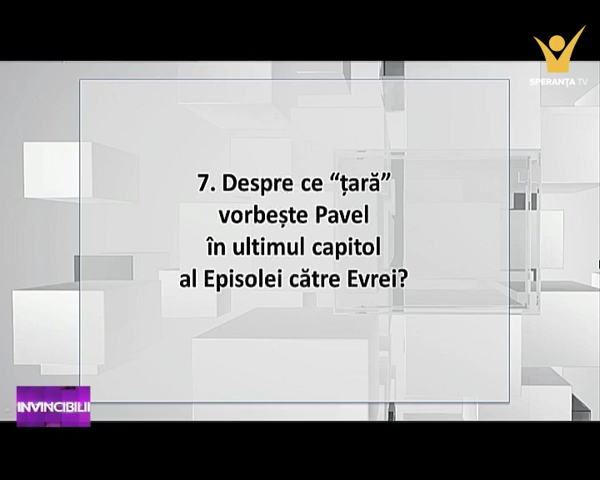 SPERANȚA TV
7. Despre ce “țară”
vorbește Pavel
în ultimul capitol
al Episolei către Evrei?
INVINCIBILII